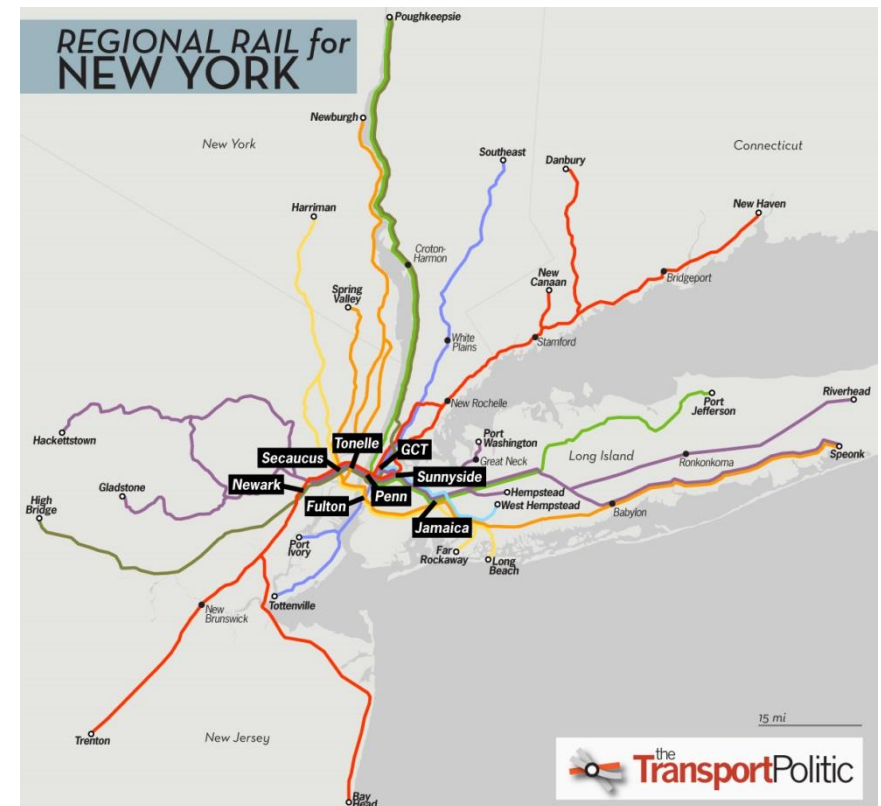 REGIONAL RAIL for
NEW YORK
Poughkeepsie
Newburgh
New York
Southeast
Danbury
Connecticut
Harriman
New Haven
Croton-
Harmon
New
Canaan
Bridgeport
Spring
Valley
White
Plains
Stamford
New Rochelle
Port
Jefferson
Riverhead
Hackettstown
Tonelle
GCT
Port
Washington
Long Island
Secaucus
Great Neck
Ronkonkoma
Speonk
Gladstone
Newark
Sunnyside
Penn
High
Bridge
Fulton
Hempstead
West Hempstead
Babylon
Jamaica
Port
Ivory
Far
Rockaway
Long
Beach
New
Brunswick
Tottenville
15 mi
Trenton
New Jersey
the
TransportPolitic
Bay
Head